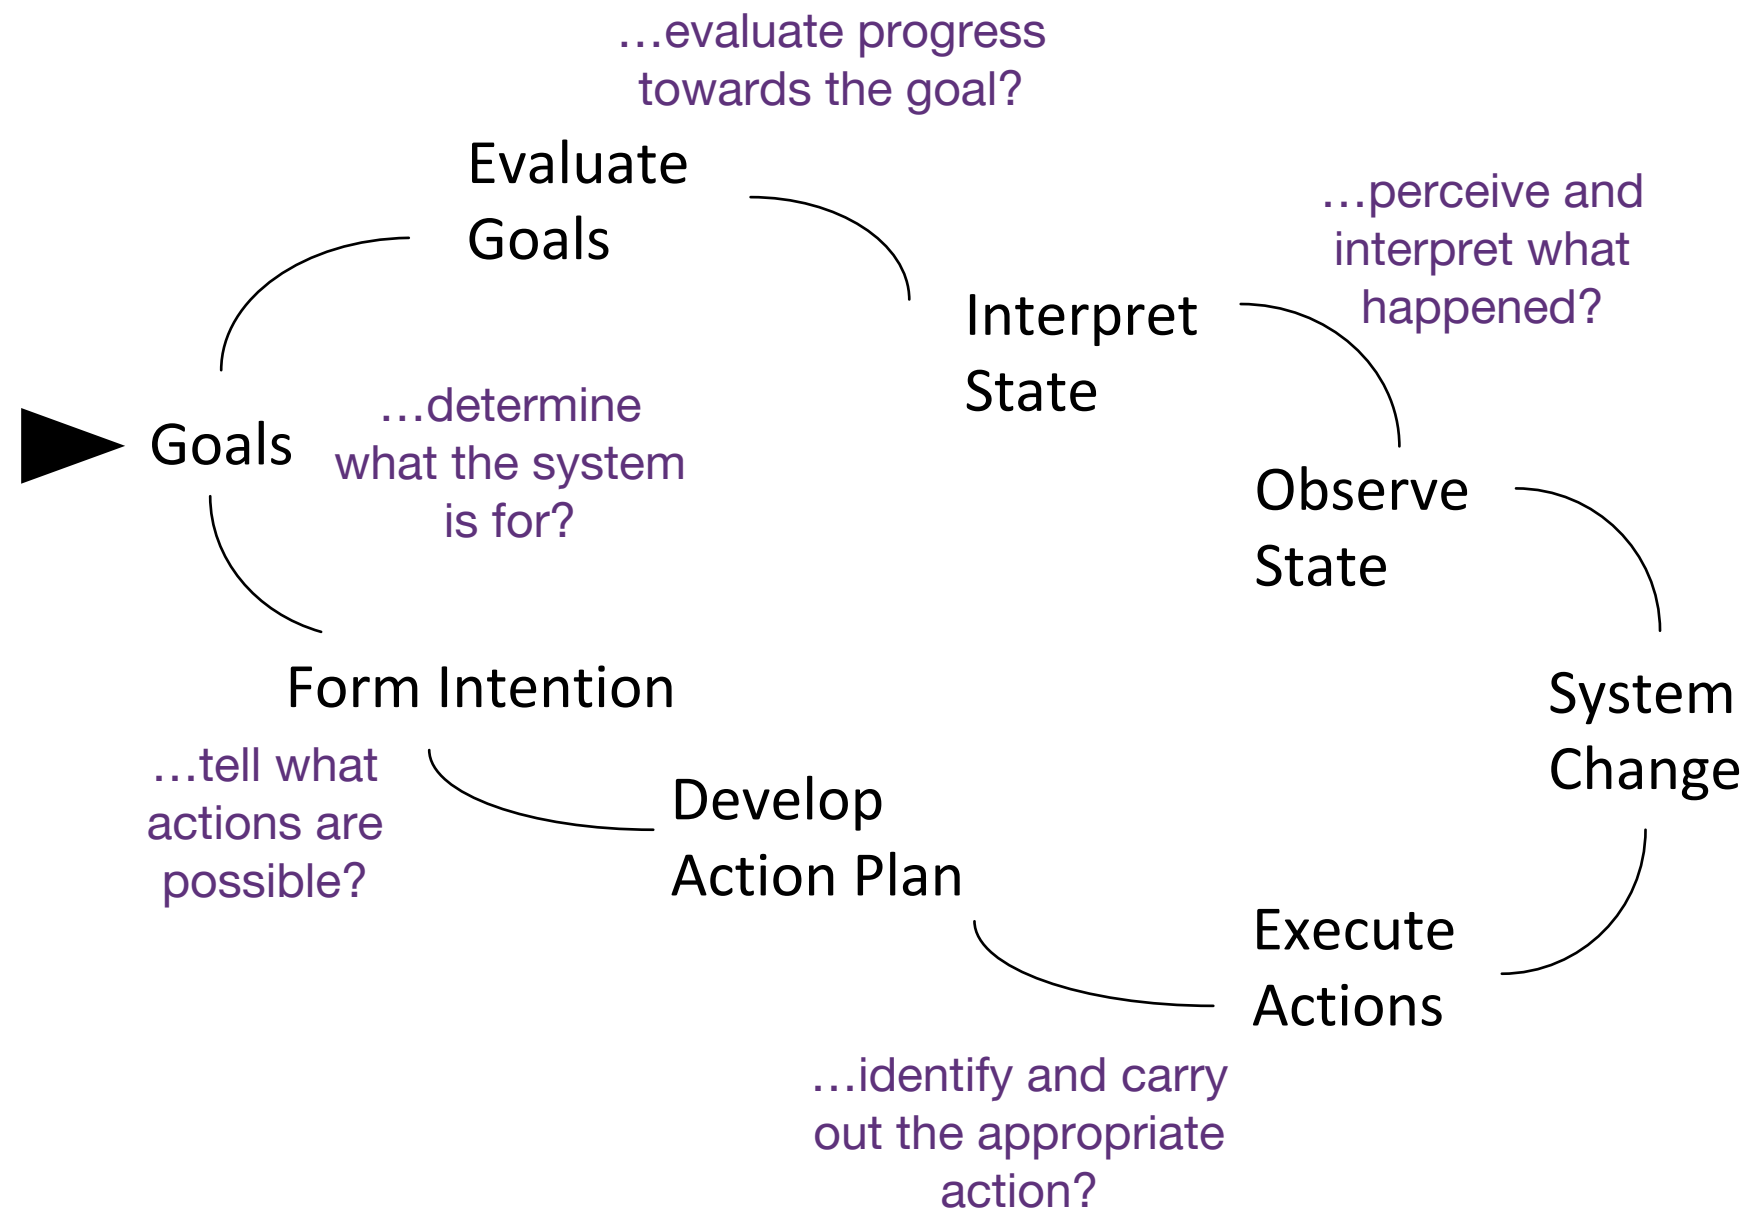 …evaluate progress
towards the goal?
Evaluate
Goals
…perceive and
interpret what
happened?
Interpret
State
Goals
…determine
what the system
is for?
Observe
State
Form Intention
…tell what
actions are
possible?
System
Change
Develop
Action Plan
Execute
Actions
…identify and carry
out the appropriate
action?